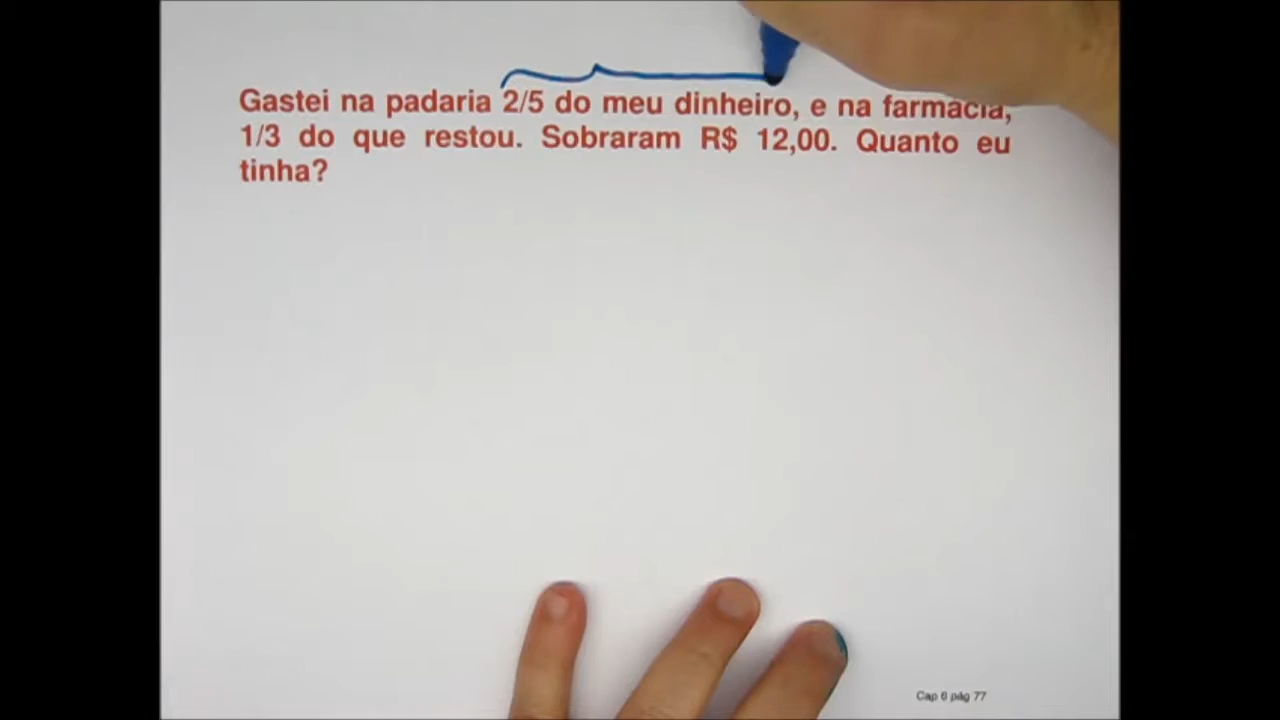 Gastei na padaria 2/5 do meu dinheiro, e na farmácia,
1/3 do que restou. Sobraram R$ 12,00. Quanto eu
tinha?
Cap 6 pág 77